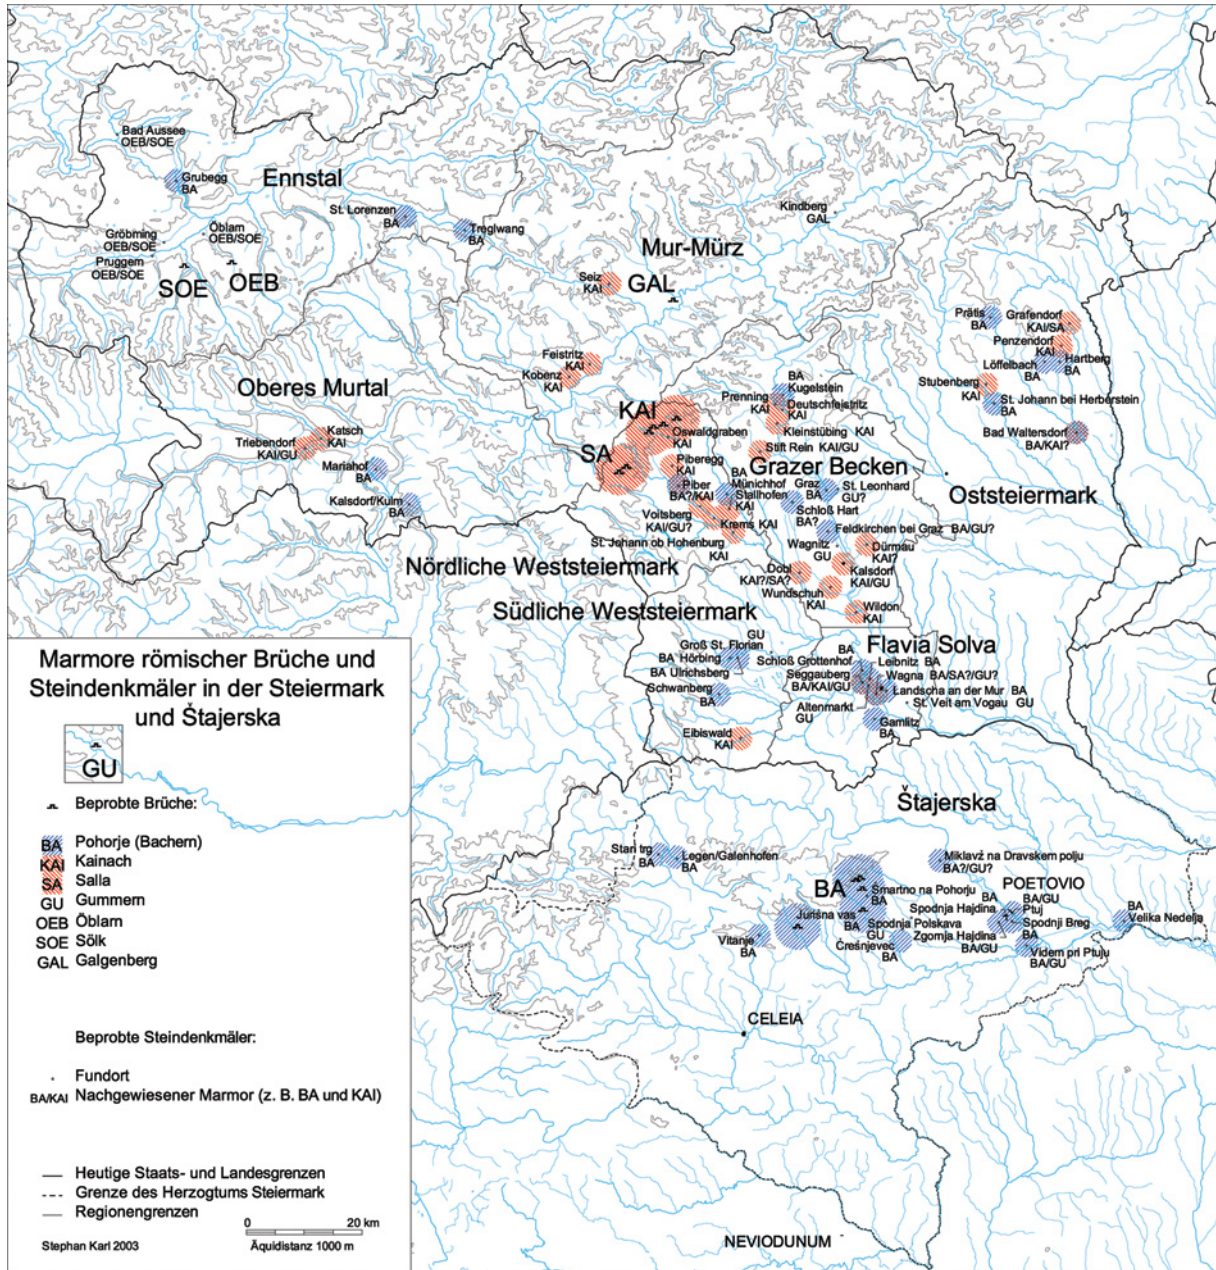 Bad Aussee
OEB/SOE
Grubegg
BA
Ennstal
St. Lorenzen
BA
Treglwang
BA
Kindberg
GAL
Gröbming
OEB/SOE
Öblarn
OEB/SOE
Pruggern
OEB/SOE
SOE
OEB
Mur-Mürz
Selz
KAI
GAL
Prätis
BA
Grafendorf
KAI/SA
Penzendorf
KAI
Löffelbach
BA
Hartberg
BA
Feistritz
KAI
Kobenz
KAI
Oberes Murtal
Stubenberg
KAI
St. Johann bei Herberstein
BA
Bad Waltersdorf
BA/KAI?
BA
Kugelstein
Prenning
KAI
Deutschfeistritz
KAI
Kleinstübing KAI
Stift Rein KAI/GU
KAI
Oswaldgraben
KAI
SA
Katsch
KAI
Triebendorf
KAI/GU
Mariahof
BA
Kalsdorf/Kulm
BA
Piberegg
KAI
Piber
BA?/KAI
BA
Münichhof
Stallhofen
KAI
Grazer Becken
Graz
BA
St. Leonhard
GU?
Schloß Hart
BA?
Oststeiermark
Voitsberg
KAI/GU?
Krems KAI
St. Johann ob Hohenburg
KAI
Feldkirchen bei Graz BA/GU?
Wagnitz
GU
Dürmau
KAI?
Nördliche Weststeiermark
Dobl
KAI?/SA?
Kalsdorf
KAI/GU
Wundschuh
KAI
Wildon
KAI
Südliche Weststeiermark
GU
Groß St. Florian
BA Hörbing
BA Ulrichsberg
Schwanberg
BA
Eibiswald
KAI
Flavia Solva
BA
Schloß Grottenhof
Leibnitz BA
Seggauberg
BA/KAI/GU
Wagna BA/SA?/GU?
Landscha an der Mur BA
St. Veit am Vogau GU
Altenmarkt
GU
Gamlitz
BA
Marmore römischer Brüche und
Steindenkmäler in der Steiermark
und Štajerska
GU
Beprobte Brüche:
BA Pohorje (Bachern)
KAI Kainach
SA Salla
GU Gummern
OEB Öblarn
SOE Sölk
GAL Galgenberg
Beprobte Steindenkmäler:
Fundort
BA/KAI Nachgewiesener Marmor (z. B. BA und KAI)
Heutige Staats- und Landesgrenzen
Grenze des Herzogtums Steiermark
Regionengrenzen
0 20 km
Stephan Karl 2003
Äquidistanz 1000 m
Štajerska
Stari trg
BA
Legen/Galenhofen
BA
Miklavž na Dravskem polju
BA?/GU?
BA
Šmartno na Pohorju
BA
POETOVIO
BA/GU
BA
Spodnja Hajdina
Ptuj
Spodnji Breg
BA
BA
Velika Nedelja
Jurišna vas
BA
Spodnja Polskava
GU
Vitanje
BA
Črešnjevec
BA
Zgornja Hajdina
BA/GU
Videm pri Ptuju
BA/GU
CELEIA
NEVIODUNUM